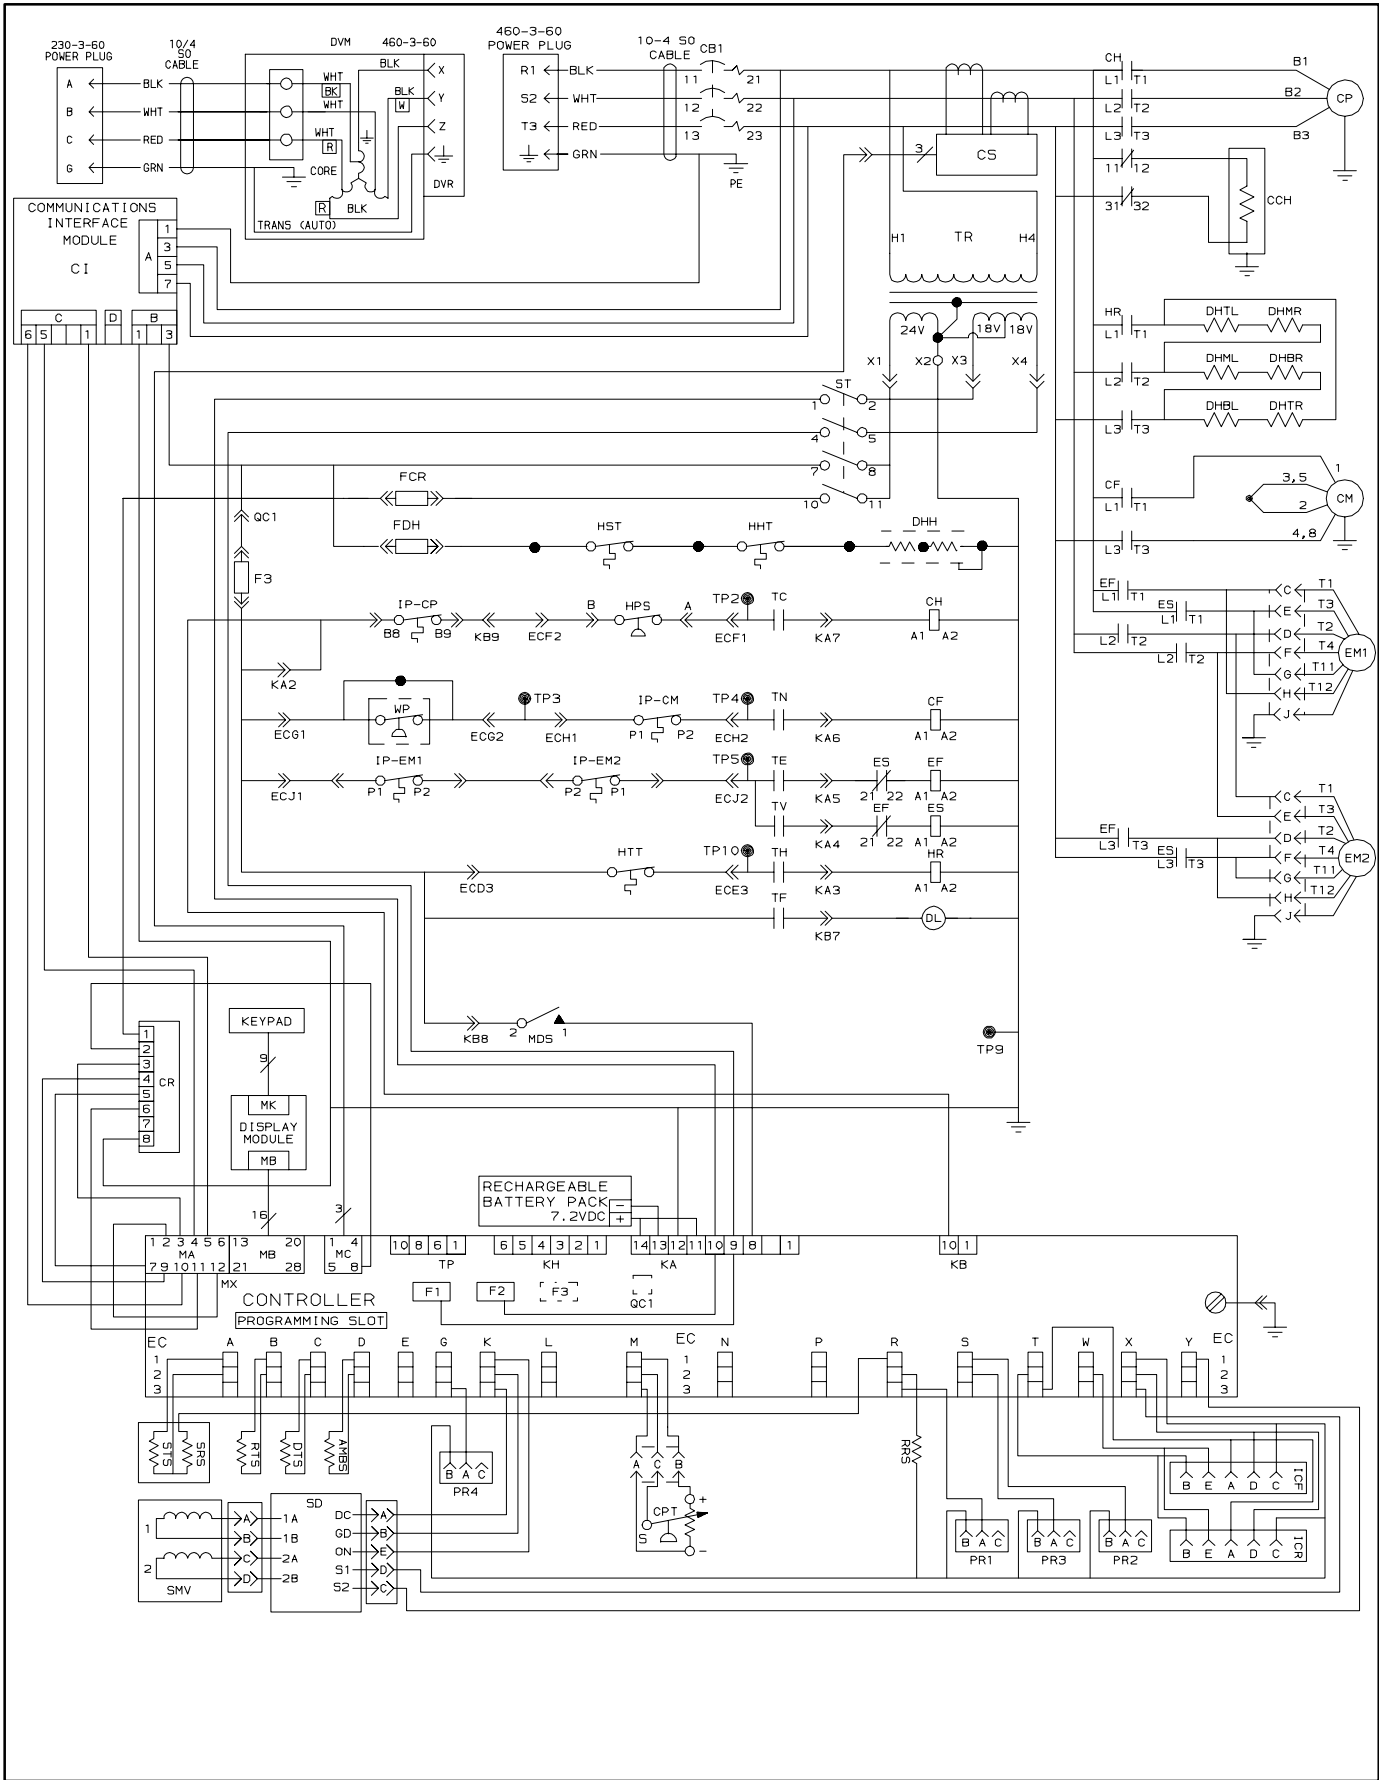 230-3-60
POWER PLUG
10/4
SO
CABLE
DVM 460-3-60
460-3-60
POWER PLUG
10-4 SO
CABLE
CB1
A BLK
B WHT
C RED
G GRN
WHT
BK
WHT
WHT
R
CORE
BLK
BLK
W
X
Y
Z
DVR
R BLK
TRANS (AUTO)
R1 BLK 11 21
S2 WHT 12 22
T3 RED 13 23
GRN
PE
3
CS
CH
L1 T1
L2 T2
L3 T3
11 12
31 32
B1
B2
B3
CP
CCH
COMMUNICATIONS
INTERFACE
MODULE
CI
A
1
3
5
7
C D B
6 5 1 1 3
H1 TR H4
24V 18V 18V
X1 X2 X3 X4
ST
1 2
4 5
7 8
10 11
HR
L1 T1
L2 T2
L3 T3
DHTL DHMR
DHML DHBR
DHBL DHTR
CF
L1 T1
L3 T3
1
3,5
2
4,8
CM
FCR
QC1
FDH HST HHT DHH
F3
IP-CP
B8 B9 KB9 ECF2 B HPS A TP2 ECF1 TC KA7 CH
A1 A2
KA2
WP
ECG1 ECG2 TP3 ECH1 IP-CM
P1 P2 TP4 ECH2 TN KA6 CF
A1 A2
IP-EM1 IP-EM2
ECJ1 P1 P2 P2 P1 TP5 ECJ2 TE KA5 ES
21 22 EF
A1 A2
TV KA4 EF
21 22 ES
A1 A2
ECD3 HTT TP10 ECE3 TH KA3 HR
A1 A2
TF KB7 DL
EF
L1 T1
ES
L1 T1
L2 T2
L2 T2
C T1
E T3
D T2
F T4
G T11
H T12
J
EM1
EF
L3 T3
ES
L3 T3
C T1
E T3
D T2
F T4
G T11
H T12
J
EM2
KB8 2 MDS 1
TP9
1
2
3
4
5
6
7
8
CR
KEYPAD
9
MK
DISPLAY
MODULE
MB
16 3
RECHARGEABLE
BATTERY PACK -
7.2VDC +
1 2 3 4 5 6 13 20 1 4
MA MB MC
7 9 10 11 12 21 28 5 8
MX
10 8 6 1
TP
6 5 4 3 2 1
KH
14 13 12 11 10 9 8 1
KA
10 1
KB
F1 F2 F3 QC1
CONTROLLER
PROGRAMMING SLOT
EC A B C D E G K L M EC N P R S T W X Y EC
1 1 1
2 2 2
3 3 3
STS SRS RTS DTS AMBS
B A C
PR4
A C B
CPT
+
S
-
RRS
B A C
PR1
B A C
PR3
B A C
PR2
B E A D C
ICF
B E A D C
ICR
1
2
SMV
A 1A
B 1B
C 2A
D 2B
SD
DC A
GD B
ON E
S1 D
S2 C